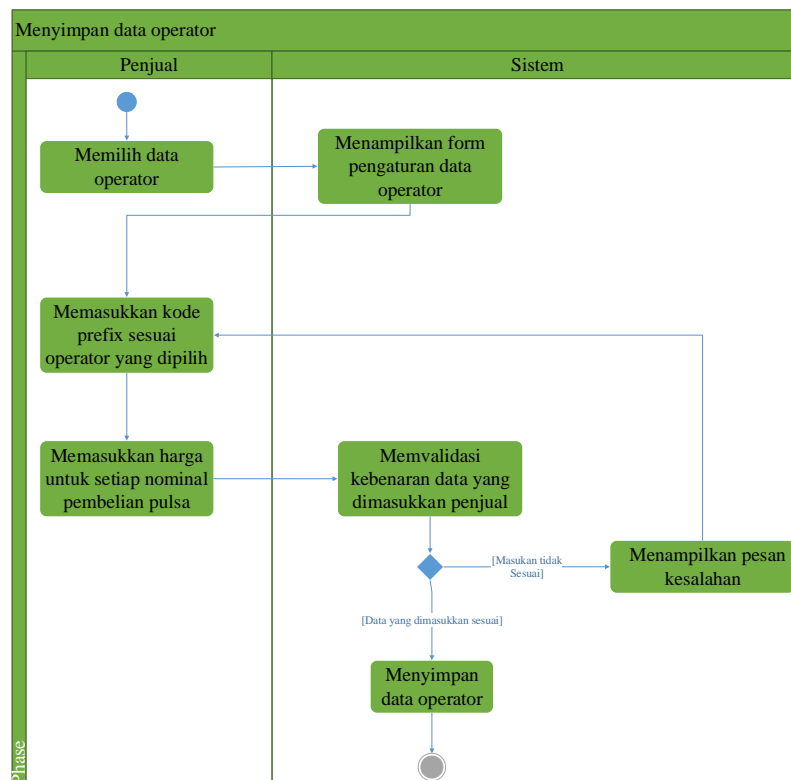 Menyimpan data operator
Penjual
Sistem
Memilih data
operator
Menampilkan form
pengaturan data
operator
Memasukkan kode
prefix sesuai
operator yang dipilih
Memasukkan harga
untuk setiap nominal
pembelian pulsa
Memvalidasi
kebenaran data yang
dimasukkan penjual
[Masukan tidak
Sesuai]
Menampilkan pesan
kesalahan
[Data yang dimasukkan sesuai]
Menyimpan
data operator
Phase